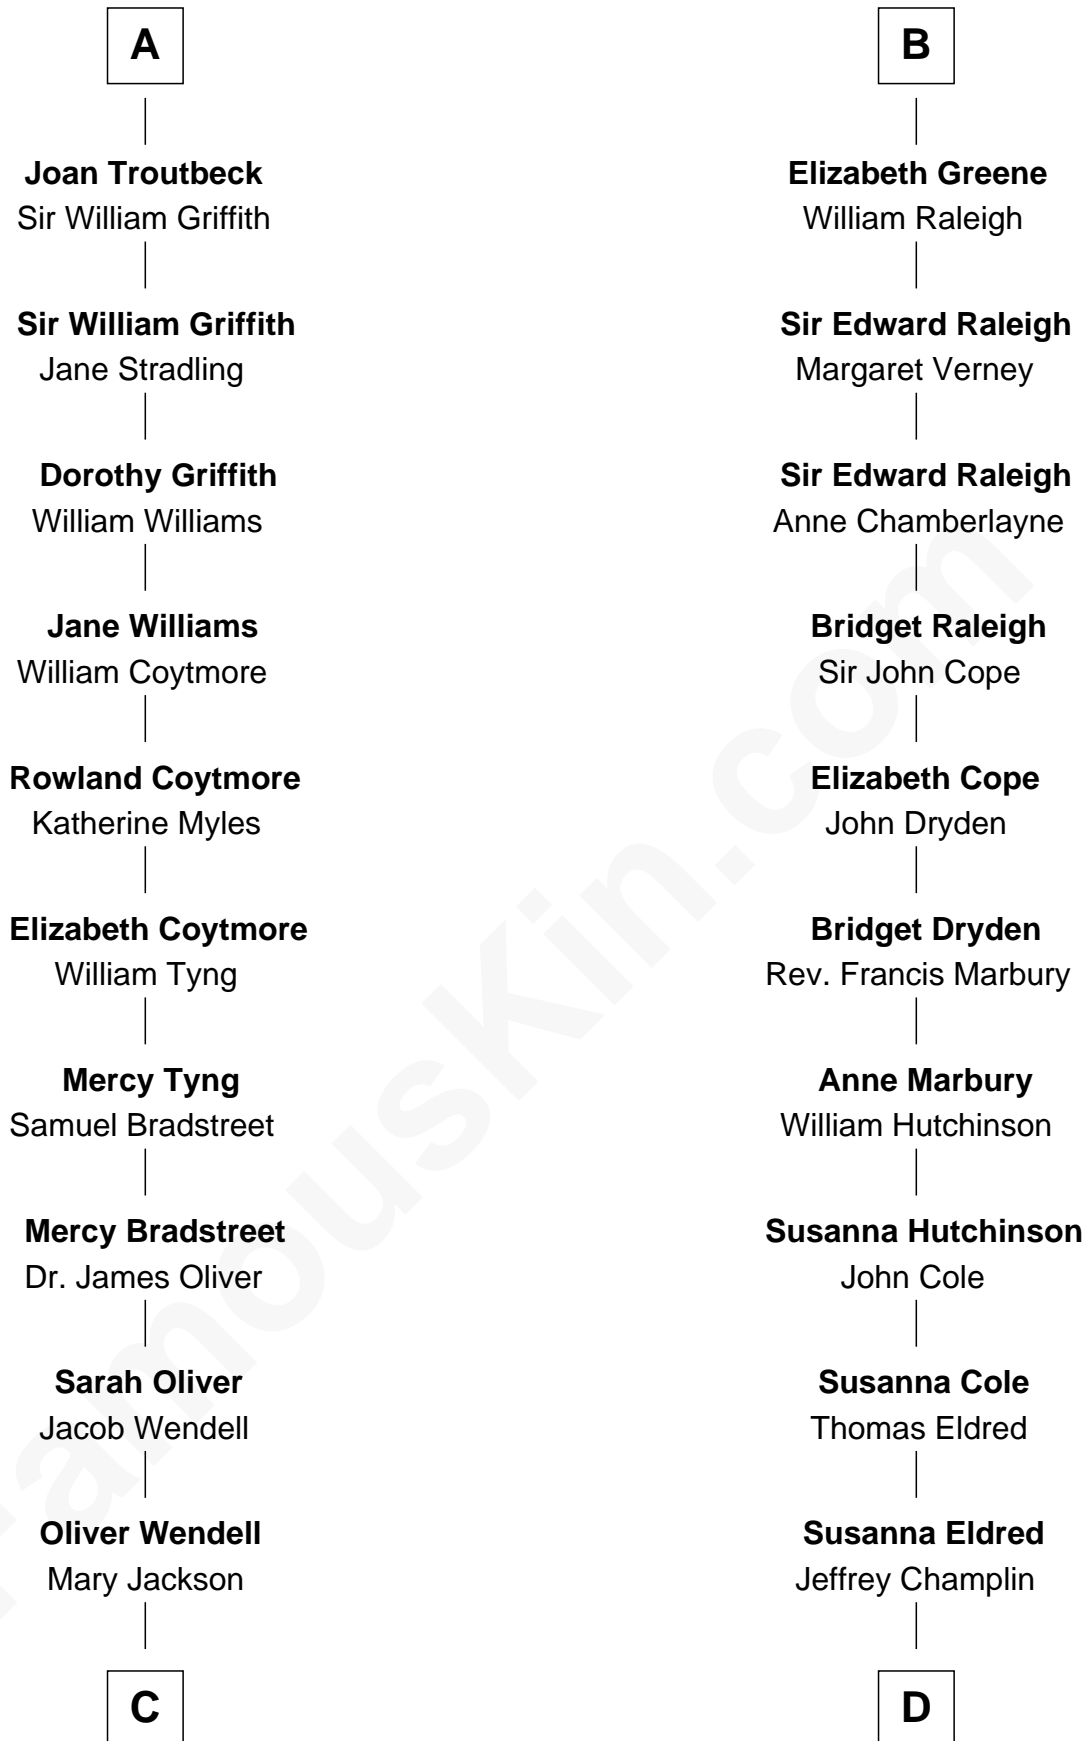 A
Joan Troutbeck
Sir William Griffith
Sir William Griffith
Jane Stradling
Dorothy Griffith
William Williams
Jane Williams
William Coytmore
Rowland Coytmore
Katherine Myles
Elizabeth Coytmore
William Tyng
Mercy Tyng
Samuel Bradstreet
Mercy Bradstreet
Dr. James Oliver
Sarah Oliver
Jacob Wendell
Oliver Wendell
Mary Jackson
C
B
Elizabeth Greene
William Raleigh
Sir Edward Raleigh
Margaret Verney
Sir Edward Raleigh
Anne Chamberlayne
Bridget Raleigh
Sir John Cope
Elizabeth Cope
John Dryden
Bridget Dryden
Rev. Francis Marbury
Anne Marbury
William Hutchinson
Susanna Hutchinson
John Cole
Susanna Cole
Thomas Eldred
Susanna Eldred
Jeffrey Champlin
D
FamousKin.com